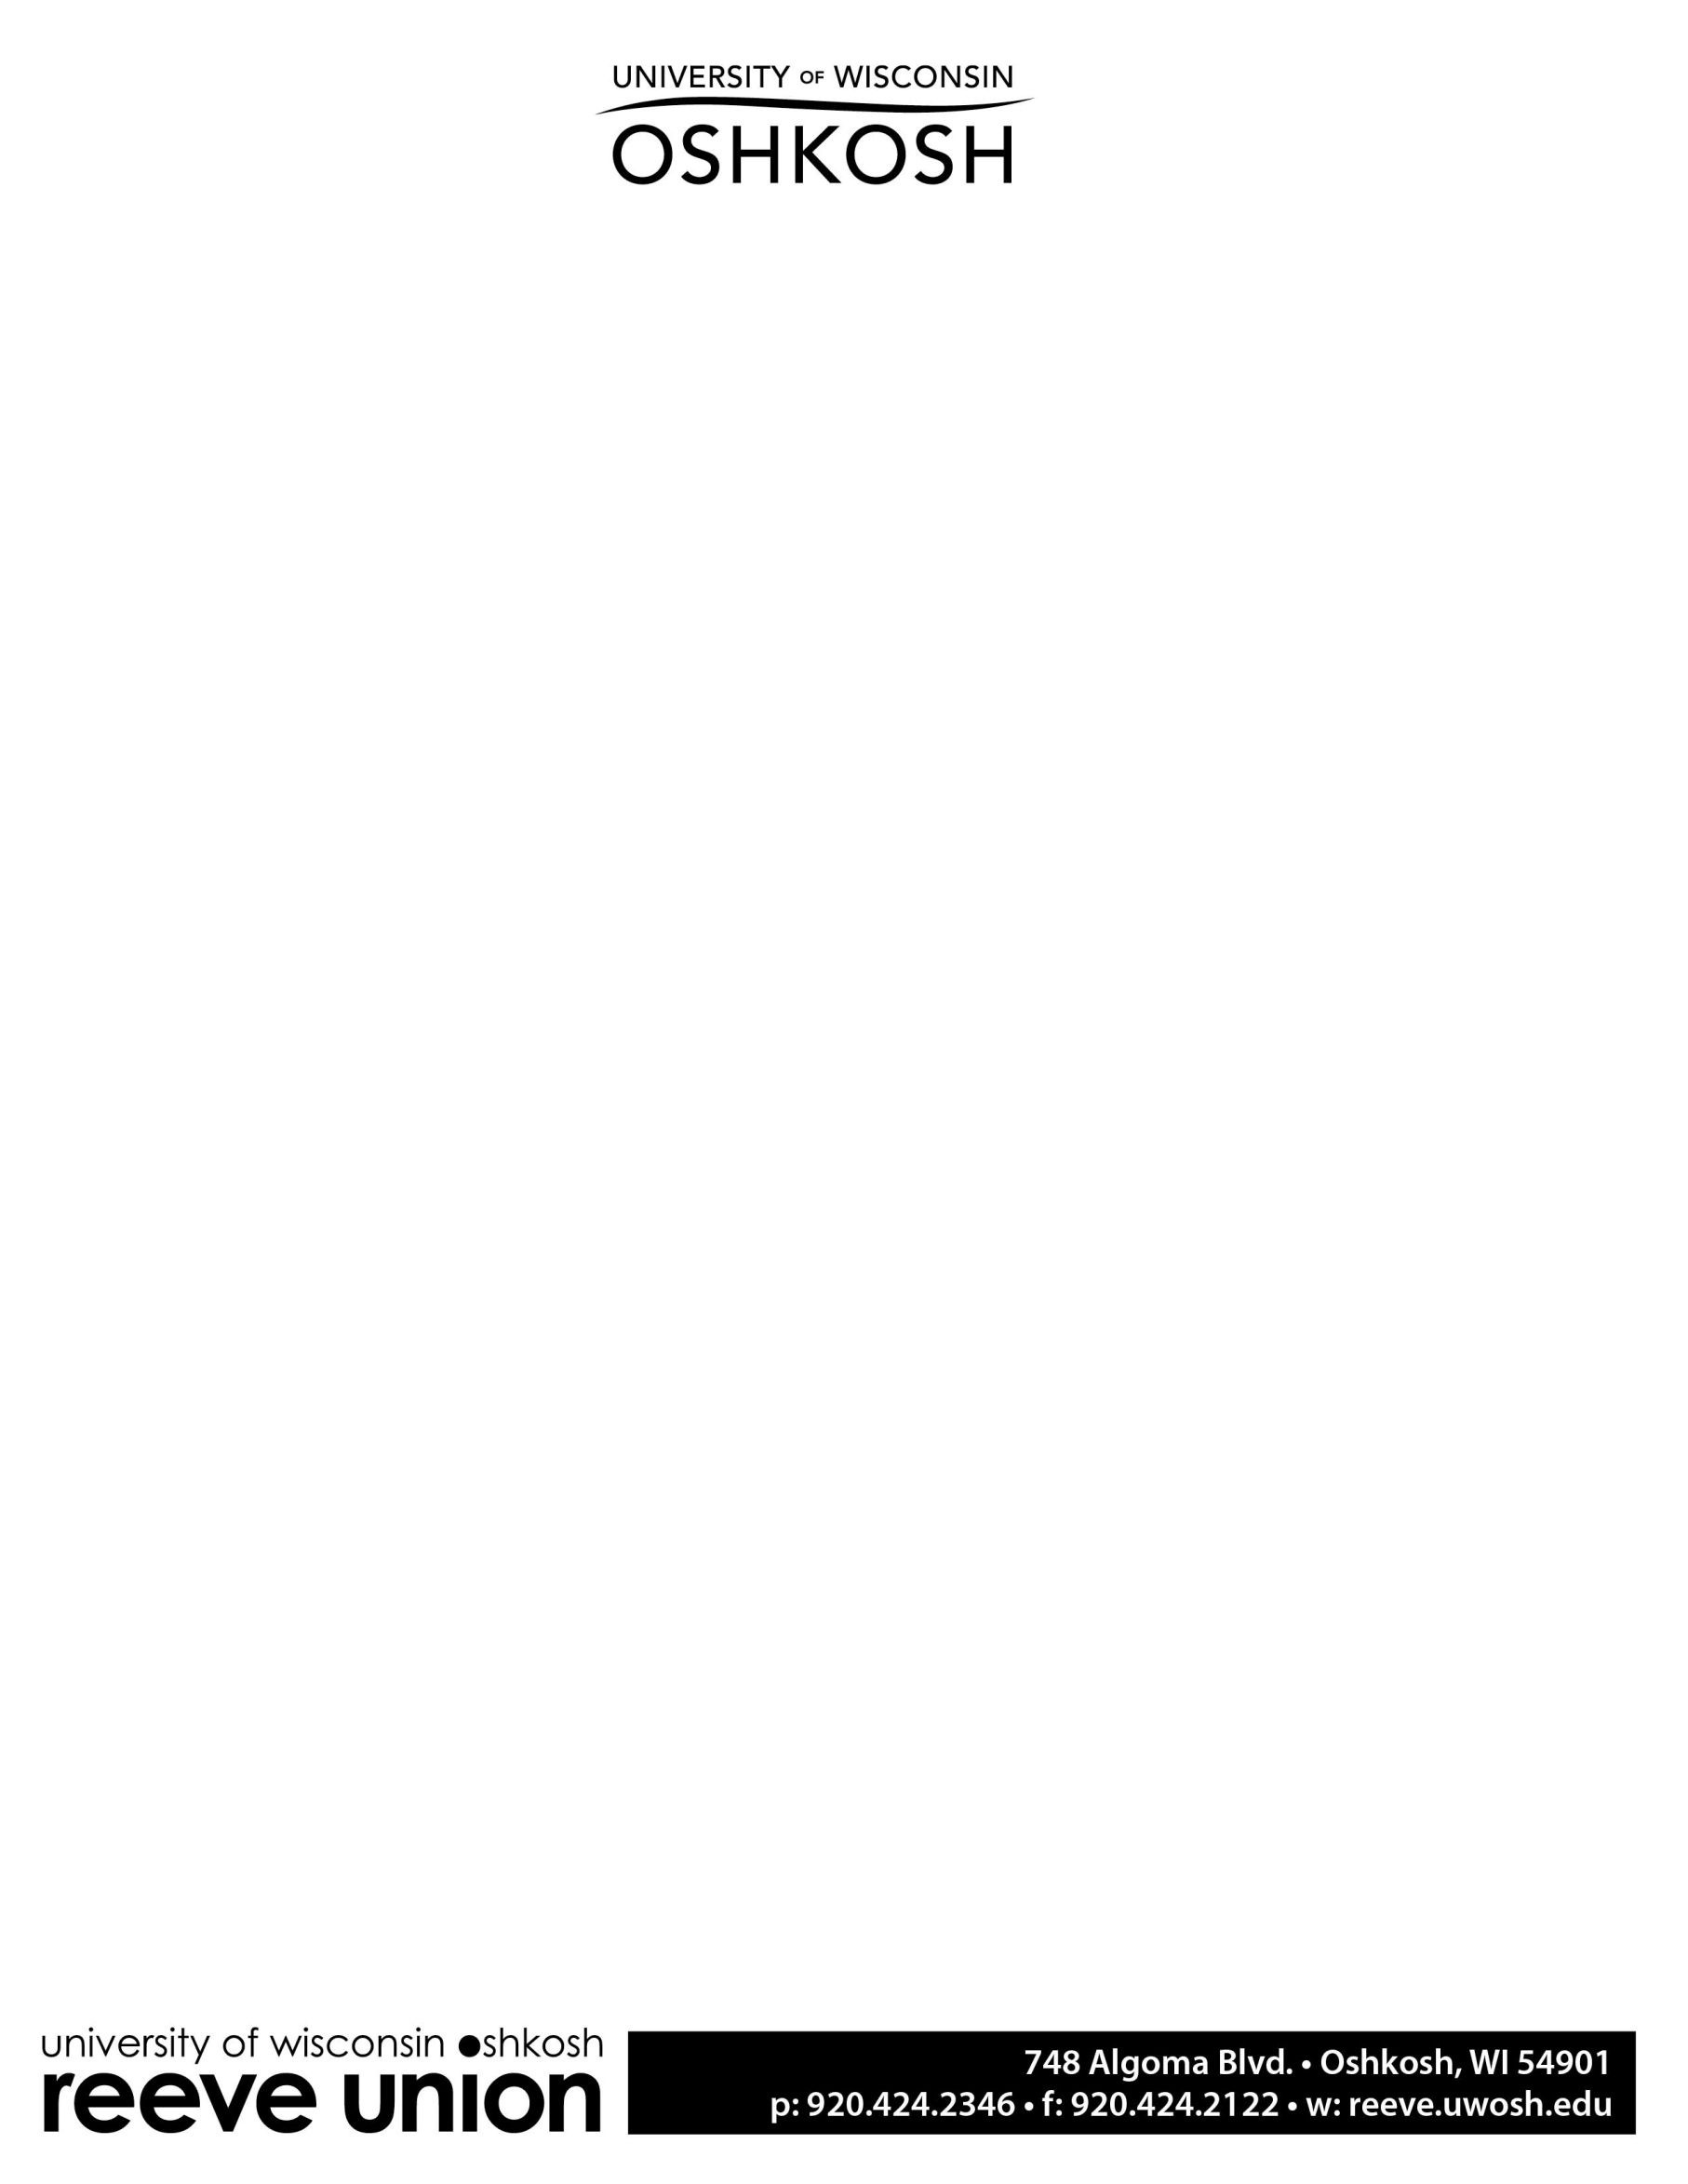 UNIVERSITY OF WISCONSIN
OSHKOSH
university of wisconsin oshkosh
reeve union
748 Algoma Blvd. • Oshkosh, WI 54901
p: 920.424.2346 • f: 920.424.2122 • w: reeve.uwosh.edu